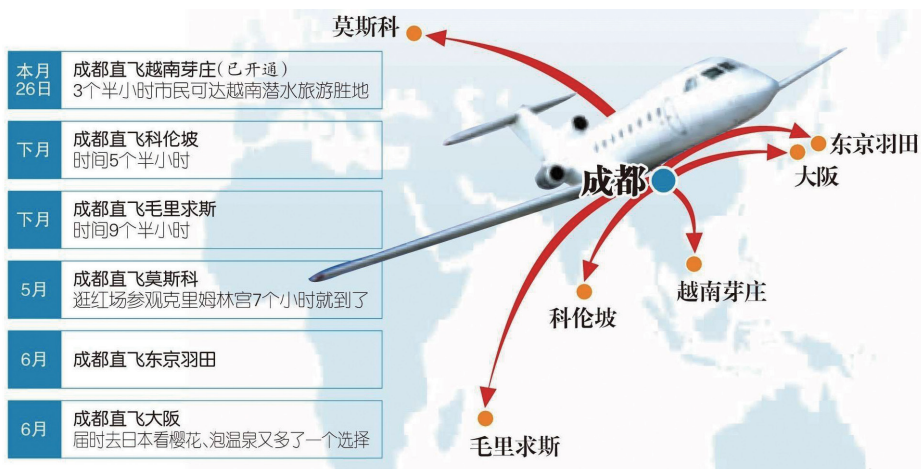 本月
26日
成都直飞越南芽庄(已开通)
3个半小时市民可达越南潜水旅游胜地
下月
成都直飞科伦坡
时间5个半小时
下月
成都直飞毛里求斯
时间9个半小时
5月
成都直飞莫斯科
逛红场参观克里姆林宫7个小时就到了
6月
成都直飞东京羽田
6月
成都直飞大阪
届时去日本看樱花、泡温泉又多了一个选择
莫斯科
东京羽田
大阪
成都
越南芽庄
科伦坡
毛里求斯